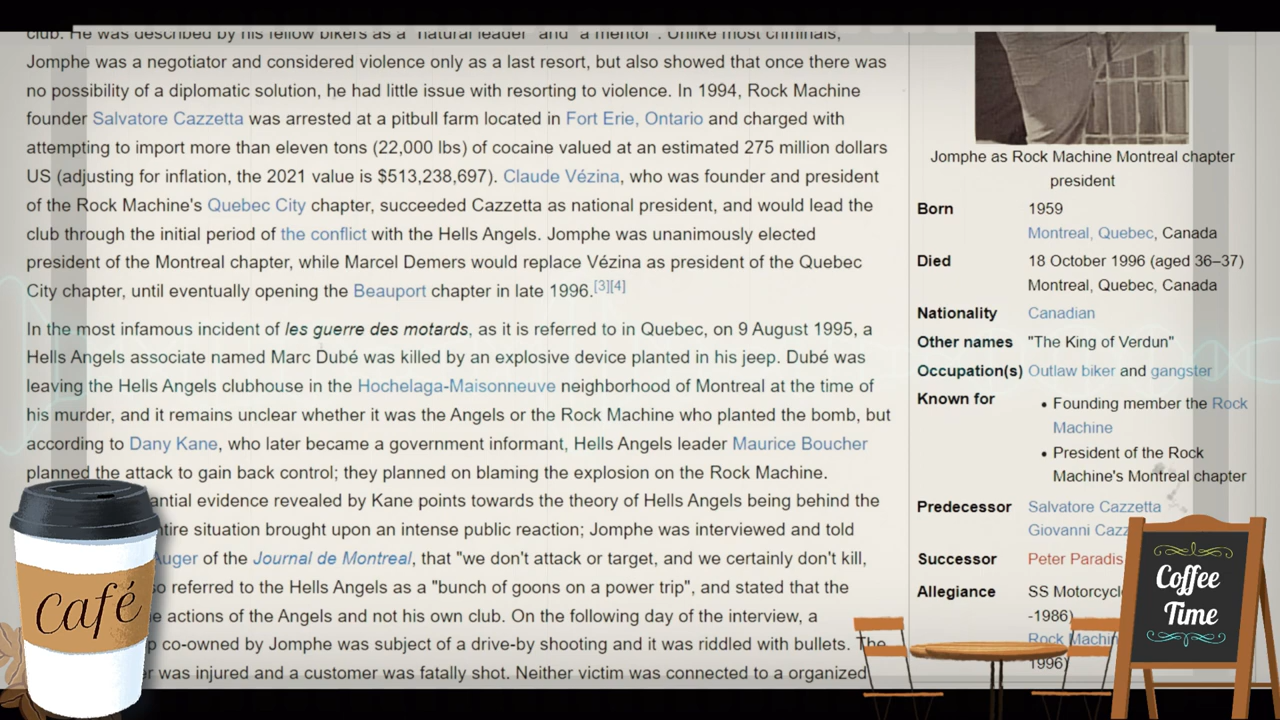 club. He was described by his fellow bikers as a "natural leader" and "a mentor". Unlike most criminals,
Jomphe was a negotiator and considered violence only as a last resort, but also showed that once there was
no possibility of a diplomatic solution, he had little issue with resorting to violence. In 1994, Rock Machine
founder Salvatore Cazzetta was arrested at a pitbull farm located in Fort Erie, Ontario and charged with
attempting to import more than eleven tons (22,000 lbs) of cocaine valued at an estimated 275 million dollars
US (adjusting for inflation, the 2021 value is $513,238,697). Claude Vézina, who was founder and president
of the Rock Machine's Quebec City chapter, succeeded Cazzetta as national president, and would lead the
club through the initial period of the conflict with the Hells Angels. Jomphe was unanimously elected
president of the Montreal chapter, while Marcel Demers would replace Vézina as president of the Quebec
City chapter, until eventually opening the Beauport chapter in late 1996.[3][4]
In the most infamous incident of les guerre des motards, as it is referred to in Quebec, on 9 August 1995, a
Hells Angels associate named Marc Dubé was killed by an explosive device planted in his jeep. Dubé was
leaving the Hells Angels clubhouse in the Hochelaga-Maisonneuve neighborhood of Montreal at the time of
his murder, and it remains unclear whether it was the Angels or the Rock Machine who planted the bomb, but
according to Dany Kane, who later became a government informant, Hells Angels leader Maurice Boucher
planned the attack to gain back control; they planned on blaming the explosion on the Rock Machine.
antial evidence revealed by Kane points towards the theory of Hells Angels being behind the
ntire situation brought upon an intense public reaction; Jomphe was interviewed and told
Auger of the Journal de Montreal, that "we don't attack or target, and we certainly don't kill,
so referred to the Hells Angels as a "bunch of goons on a power trip", and stated that the
e actions of the Angels and not his own club. On the following day of the interview, a
p co-owned by Jomphe was subject of a drive-by shooting and it was riddled with bullets. The
r was injured and a customer was fatally shot. Neither victim was connected to a organized
Jomphe as Rock Machine Montreal chapter
president
Born 1959
Montreal, Quebec, Canada
Died 18 October 1996 (aged 36–37)
Montreal, Quebec, Canada
Nationality Canadian
Other names "The King of Verdun"
Occupation(s) Outlaw biker and gangster
Known for • Founding member the Rock
Machine
• President of the Rock
Machine's Montreal chapter
Predecessor Salvatore Cazzetta
Giovanni Cazz
Successor Peter Paradis
Allegiance SS Motorcycl
-1986)
Rock Machin
1996)
Café
Coffee
Time